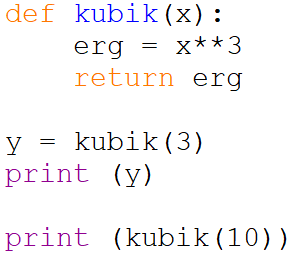 def kubik(x):
    erg = x**3
    return erg

y = kubik(3)
print (y)

print (kubik(10))